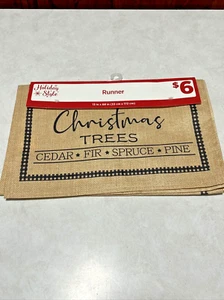 Holiday
Style
Runner
$6
Christmas
TREES
CEDAR ★ FIR ★ SPRUCE ★ PINE